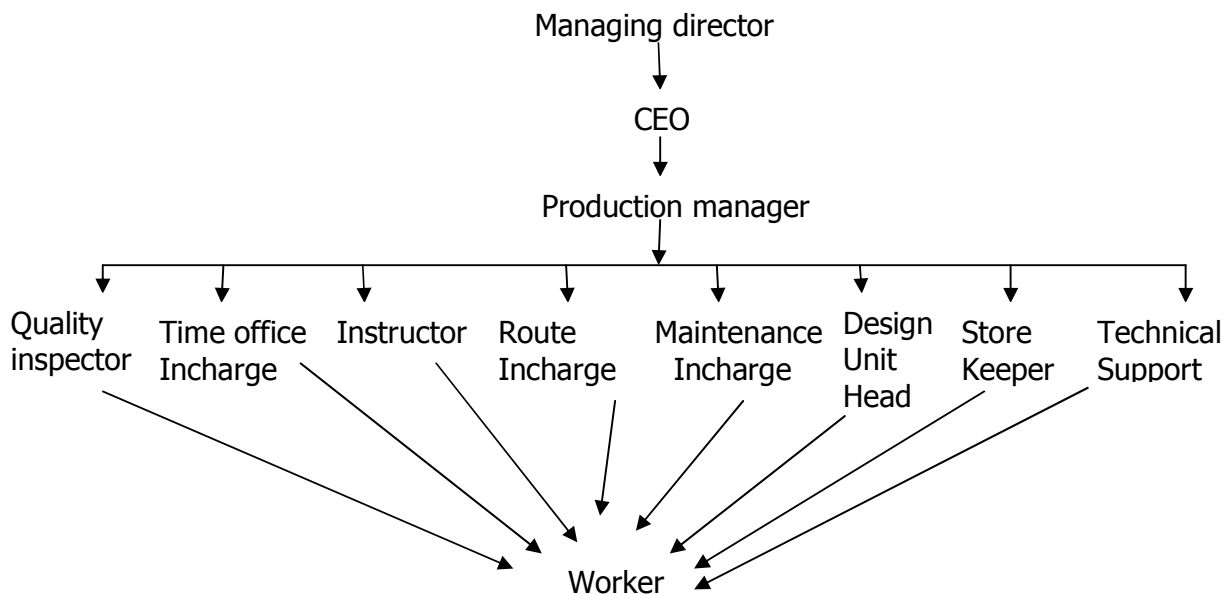 Managing director
CEO
Production manager
Quality
inspector
Time office
Incharge
Instructor
Route
Incharge
Maintenance
Incharge
Design
Unit
Head
Store
Keeper
Technical
Support
Worker